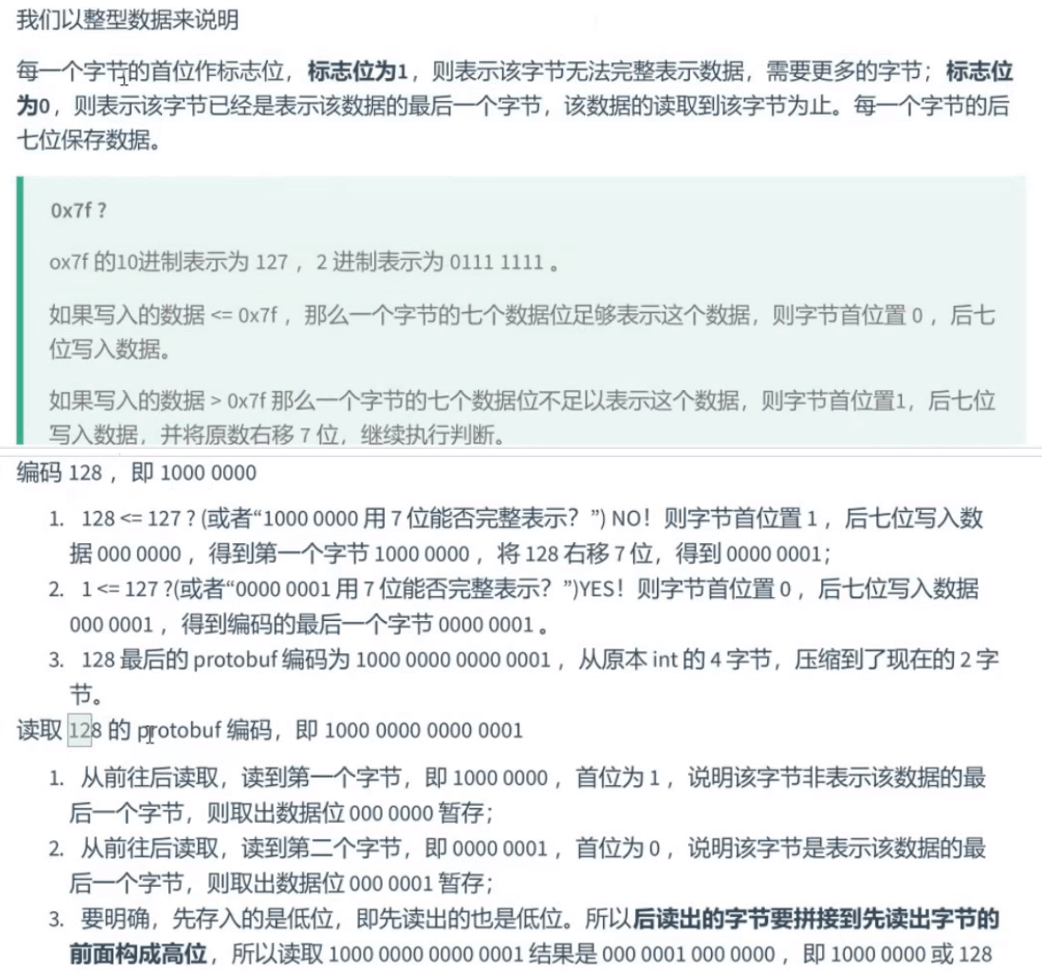 我们以整型数据来说明
每一个字节的首位作标志位，标志位为1，则表示该字节无法完整表示数据，需要更多的字节；标志位
为0，则表示该字节已经是表示该数据的最后一个字节，该数据的读取到该字节为止。每一个字节的后
七位保存数据。
0x7f ?
ox7f 的10进制表示为 127 ，2 进制表示为 0111 1111 。
如果写入的数据 <= 0x7f ，那么一个字节的七个数据位足够表示这个数据，则字节首位置 0 ，后七
位写入数据。
如果写入的数据 > 0x7f 那么一个字节的七个数据位不足以表示这个数据，则字节首位置1，后七位
写入数据，并将原数右移 7 位，继续执行判断。
编码 128 ，即 1000 0000
1. 128 <= 127 ? (或者“1000 0000 用 7 位能否完整表示？”) NO！则字节首位置 1 ，后七位写入数
据 000 0000 ，得到第一个字节 1000 0000 ，将 128 右移 7 位，得到 0000 0001；
2. 1 <= 127 ?(或者“0000 0001 用 7 位能否完整表示？”)YES！则字节首位置 0 ，后七位写入数据
000 0001 ，得到编码的最后一个字节 0000 0001 。
3. 128 最后的 protobuf 编码为 1000 0000 0000 0001 ，从原本 int 的 4 字节，压缩到了现在的 2 字
节。
读取 128 的 protobuf 编码，即 1000 0000 0000 0001
1. 从前往后读取，读到第一个字节，即 1000 0000 ，首位为 1 ，说明该字节非表示该数据的最
后一个字节，则取出数据位 000 0000 暂存；
2. 从前往后读取，读到第二个字节，即 0000 0001 ，首位为 0 ，说明该字节是表示该数据的最
后一个字节，则取出数据位 000 0001 暂存；
3. 要明确，先存入的是低位，即先读出的也是低位。所以后读出的字节要拼接到先读出字节的
前面构成高位，所以读取 1000 0000 0000 0001 结果是 000 0001 000 0000 ，即 1000 0000 或 128